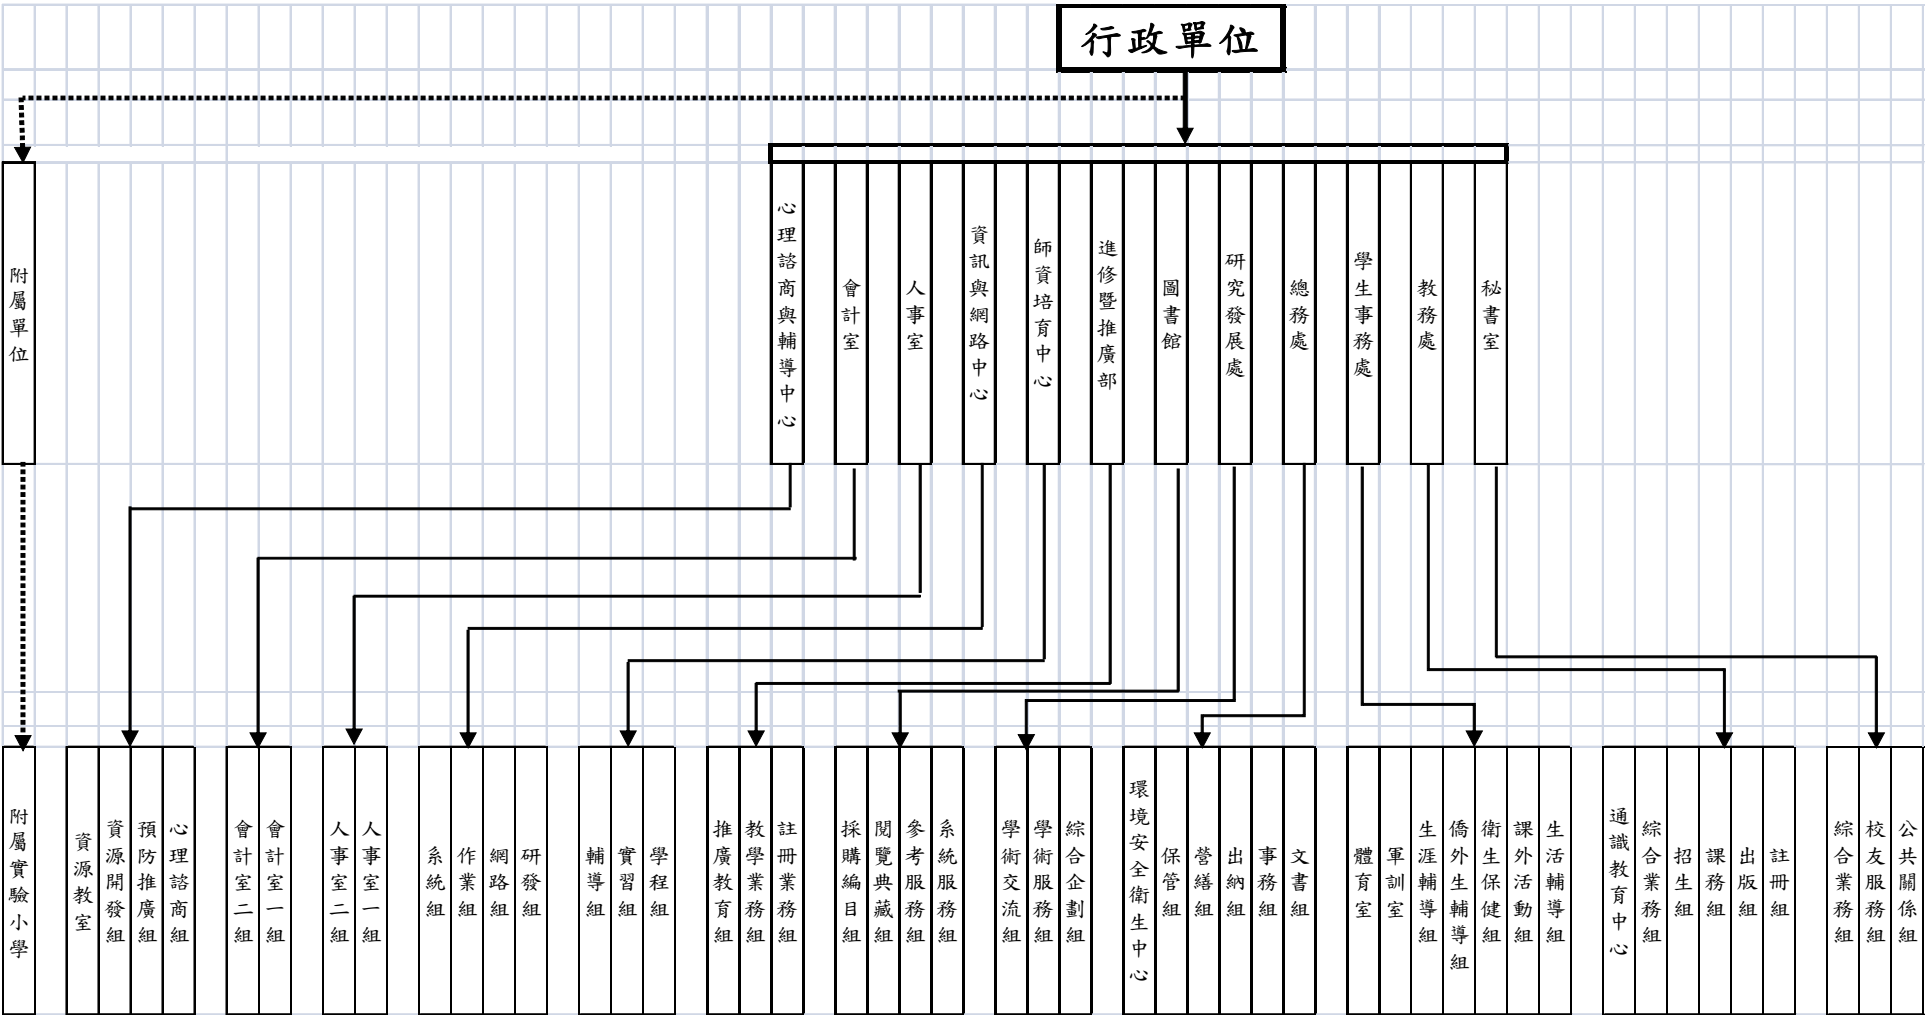 行政單位
附屬單位
心理諮商與輔導中心
會計室
人事室
資訊與網路中心
師資培育中心
進修暨推廣部
圖書館
研究發展處
總務處
學生事務處
教務處
秘書室
附屬實驗小學
資源教室
資源開發組
預防推廣組
心理諮商組
會計室二組
會計室一組
人事室二組
人事室一組
系統組
作業組
網路組
研發組
輔導組
實習組
學程組
推廣教育組
教學業務組
註冊業務組
採購編目組
閱覽典藏組
參考服務組
系統服務組
學術交流組
學術服務組
綜合企劃組
環境安全衛生中心
保管組
營繕組
出納組
事務組
文書組
體育室
軍訓室
生涯輔導組
僑外生輔導組
衛生保健組
課外活動組
生活輔導組
通識教育中心
綜合業務組
招生組
課務組
出版組
註冊組
綜合業務組
校友服務組
公共關係組